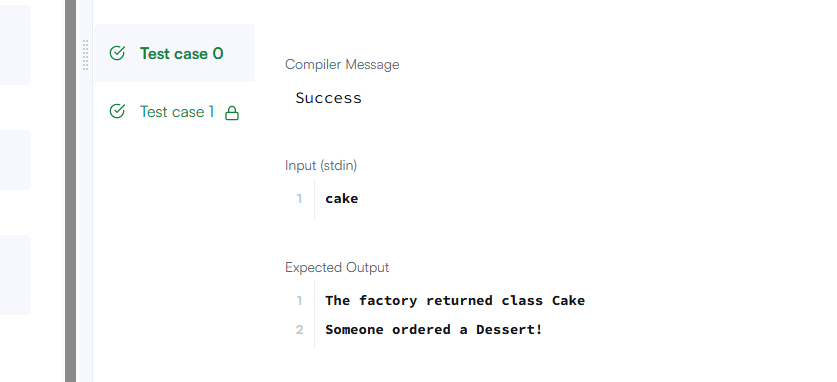 Test case 0
Test case 1
Compiler Message
Success
Input (stdin)
1 cake
Expected Output
1 The factory returned class Cake
2 Someone ordered a Dessert!